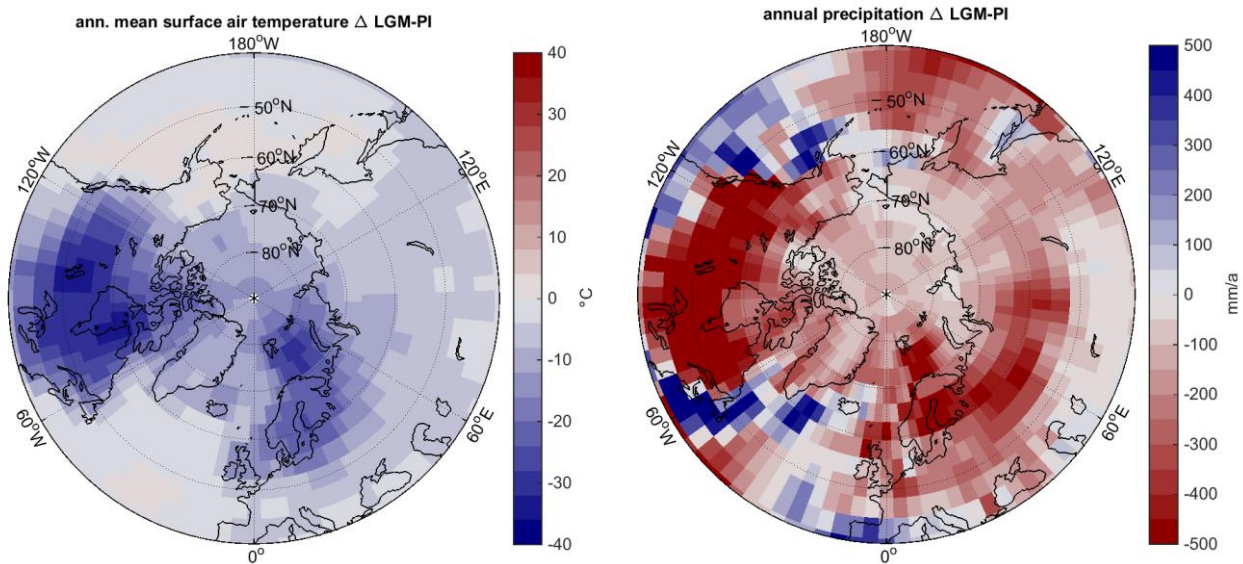 ann. mean surface air temperature Δ LGM-PI
180°W
50°N
60°N
70°N
80°N
120°W
120°E
60°W
60°E
0°
40
30
20
10
0
-10
-20
-30
-40
°C
annual precipitation Δ LGM-PI
180°W
50°N
60°N
70°N
80°N
120°W
120°E
60°W
60°E
0°
500
400
300
200
100
0
-100
-200
-300
-400
-500
mm/a